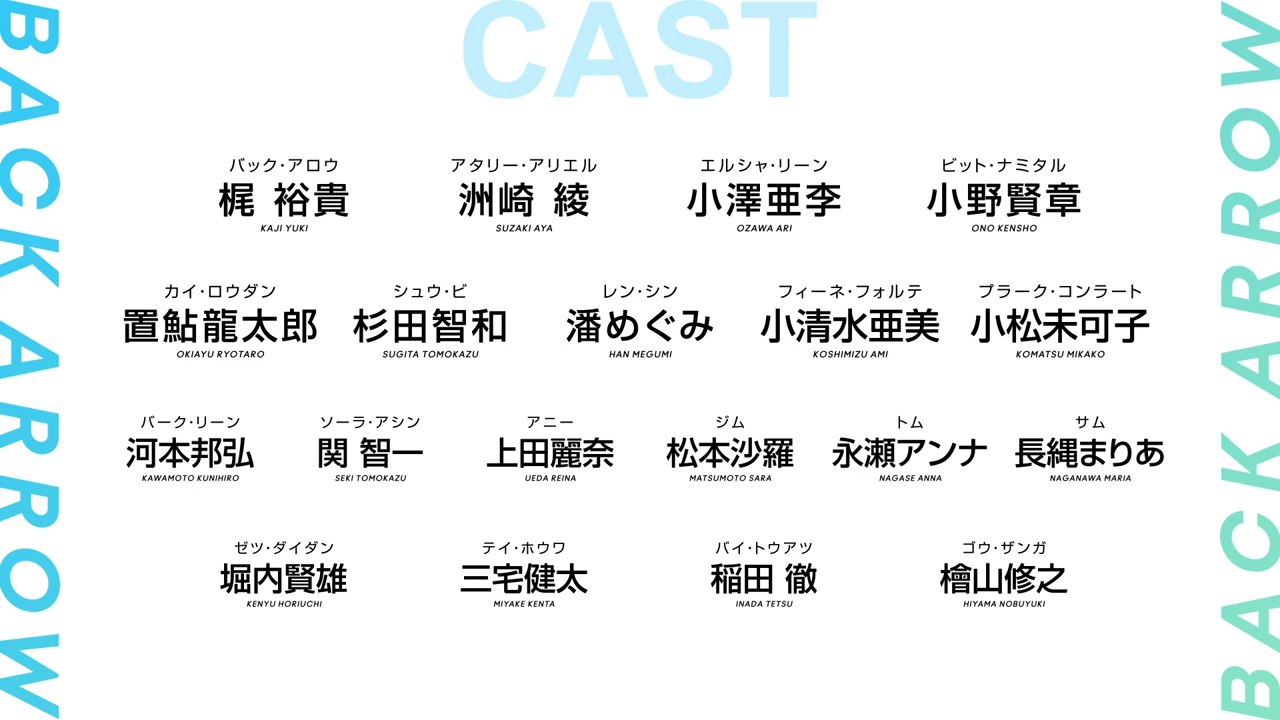 CAST
BACK ARROW
BACK ARROW
バック・アロウ
梶 裕貴
KAJI YUKI
アタリー・アリエル
洲崎 綾
SUZAKI AYA
エルシャ・リーン
小澤亜李
OZAWA ARI
ビット・ナミタル
小野賢章
ONO KENSHO
カイ・ロウダン
置鮎龍太郎
OKIAYU RYOTARO
シュウ・ビ
杉田智和
SUGITA TOMOKAZU
レン・シン
潘めぐみ
HAN MEGUMI
フィーネ・フォルテ
小清水亜美
KOSHIMIZU AMI
プラーク・コンラート
小松未可子
KOMATSU MIKAKO
バーク・リーン
河本邦弘
KAWAMOTO KUNIHIRO
ソーラ・アシン
関 智一
SEKI TOMOKAZU
アニー
上田麗奈
UEDA REINA
ジム
松本沙羅
MATSUMOTO SARA
トム
永瀬アンナ
NAGASE ANNA
サム
長縄まりあ
NAGANAWA MARIA
ゼツ・ダイダン
堀内賢雄
KENYU HORIUCHI
テイ・ホウワ
三宅健太
MIYAKE KENTA
バイ・トウアツ
稲田 徹
INADA TETSU
ゴウ・ザンガ
檜山修之
HIYAMA NOBUYUKI